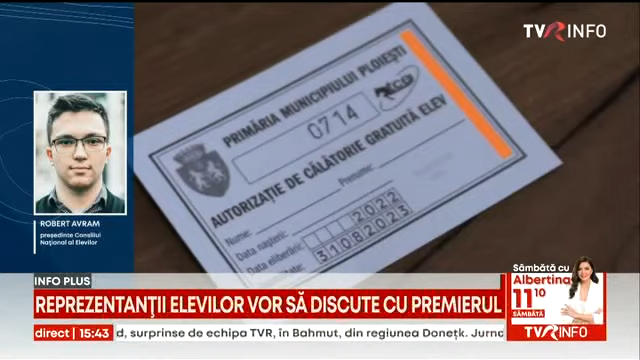 TVR INFO
PRIMĂRIA MUNICIPIULUI PLOIEȘTI
0714
AUTORIZAȚIE DE CĂLĂTORIE GRATUITĂ ELEV
Nume:
Prenume:
Data nașterii:
2022
Data eliberării:
31082023
ROBERT AVRAM
președinte Consiliul
Național al Elevilor
INFO PLUS
REPREZENTANŢII ELEVILOR VOR SĂ DISCUTE CU PREMIERUL
Sâmbătă cu
Albertina
11 10
SÂMBĂTĂ
TVR INFO
direct | 15:43
d, surprinse de echipa TVR, în Bahmut, din regiunea Donețk. Jurno